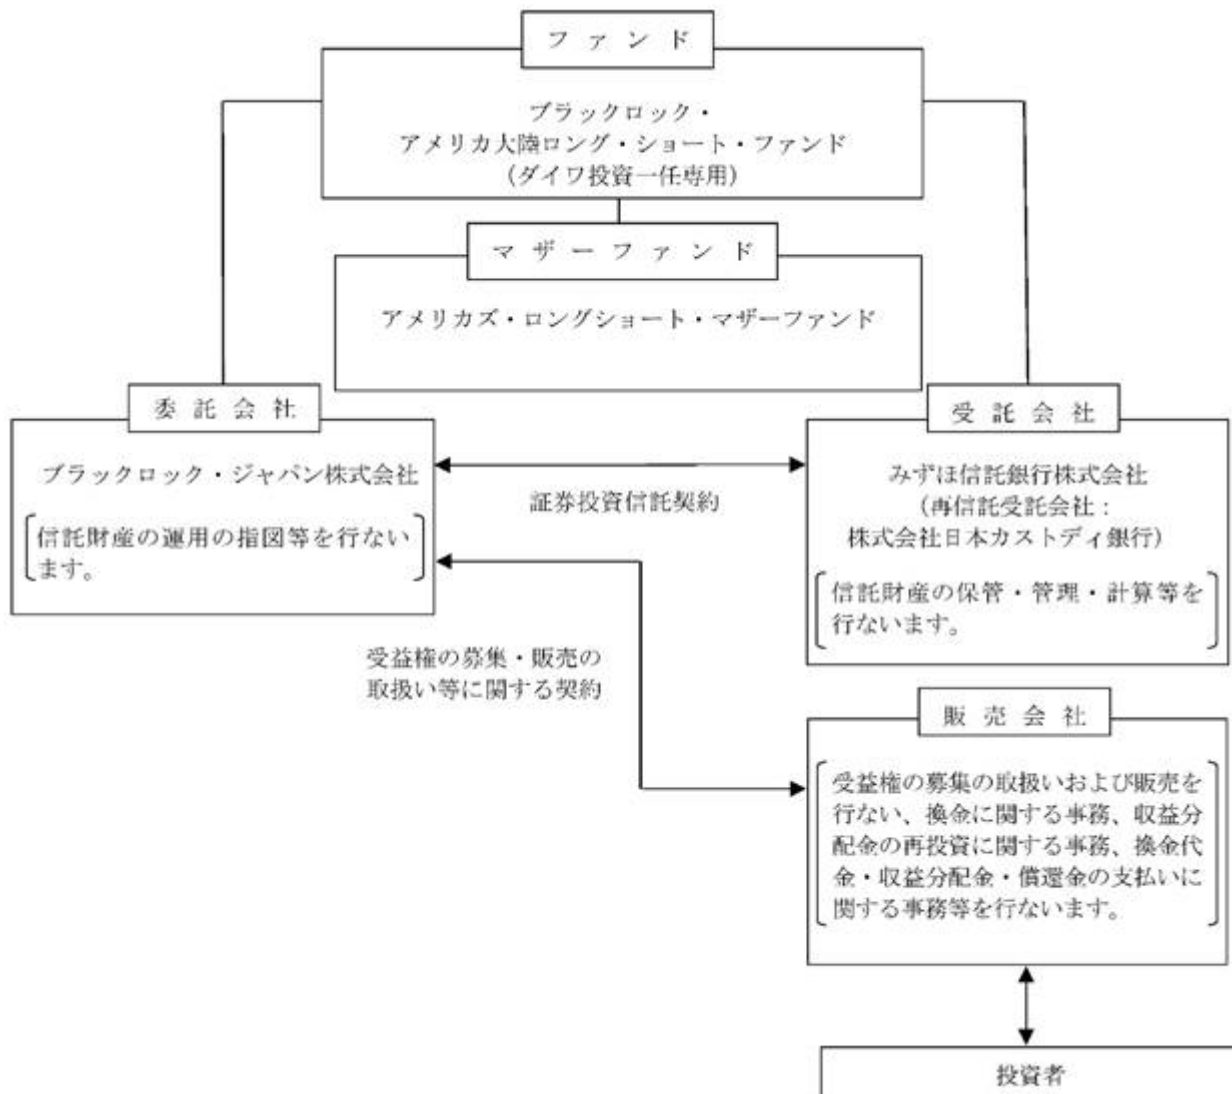 ファンド
ブラックロック・
アメリカ大陸ロング・ショート・ファンド
（ダイワ投資一任専用）
マザーファンド
アメリカズ・ロングショート・マザーファンド
委託会社
ブラックロック・ジャパン株式会社
信託財産の運用の指図等を行ない
ます。
証券投資信託契約
受託会社
みずほ信託銀行株式会社
（再信託受託会社：
株式会社日本カストディ銀行）
信託財産の保管・管理・計算等を
行ないます。
受益権の募集・販売の
取扱い等に関する契約
販売会社
受益権の募集の取扱いおよび販売を
行ない、換金に関する事務、収益分
配金の再投資に関する事務、換金代
金・収益分配金・償還金の支払いに
関する事務等を行ないます。
投資者